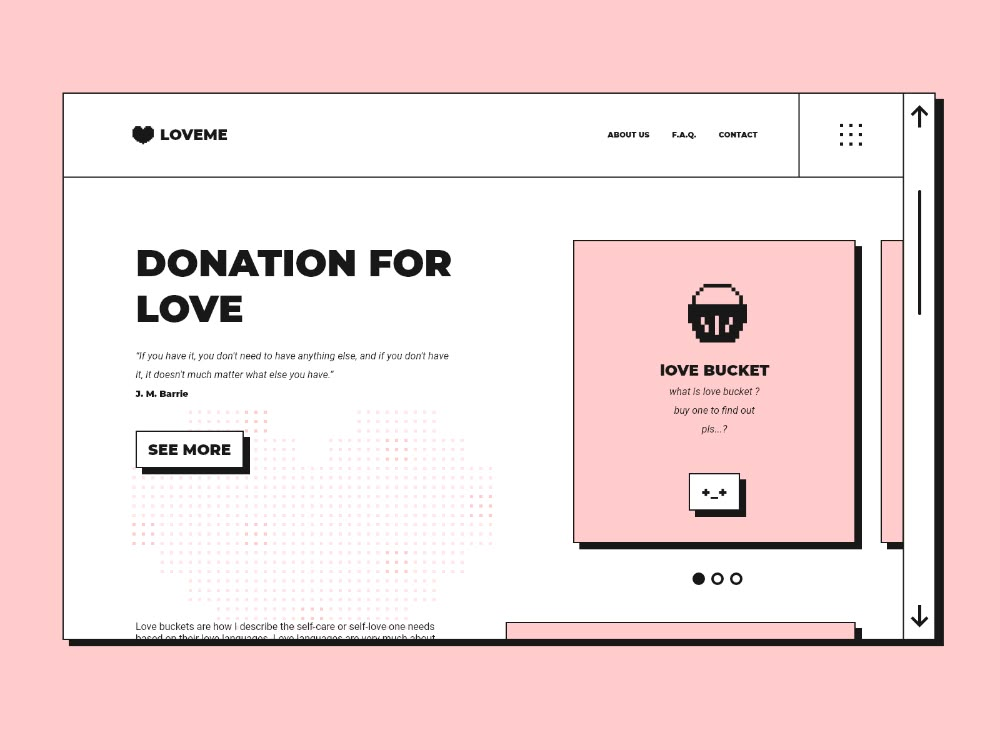 LOVEME
ABOUT US F.A.Q. CONTACT
DONATION FOR
LOVE
"If you have it, you don't need to have anything else, and if you don't have
it, it doesn't much matter what else you have."
J. M. Barrie
SEE MORE
lOVE BUCKET
what is love bucket ?
buy one to find out
pls...?
+_+
Love buckets are how I describe the self-care or self-love one needs
based on their love languages. Love languages are very much about